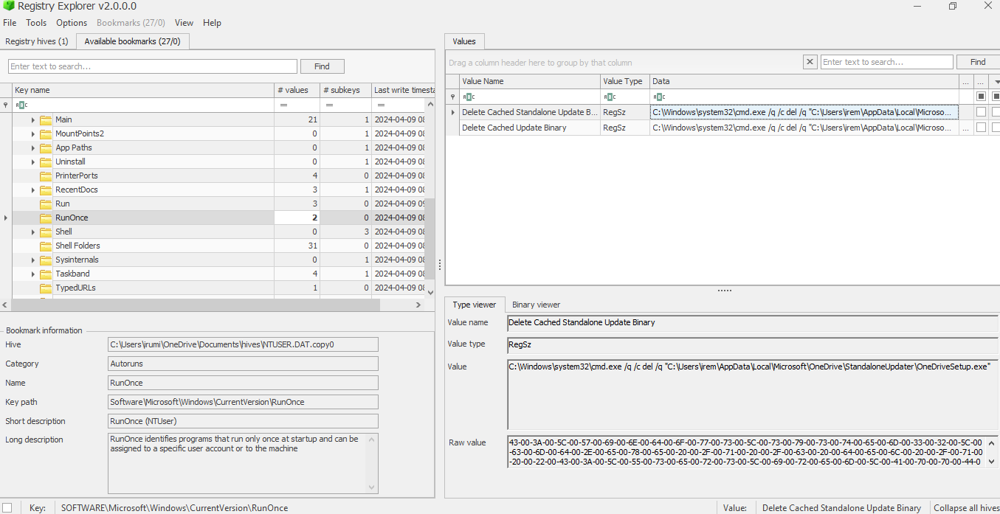 Registry Explorer v2.0.0.0
File Tools Options Bookmarks (27/0) View Help
Registry hives (1) Available bookmarks (27/0)
Enter text to search... Find
Key name # values # subkeys Last write timesta
= = =
Main 21 1 2024-04-09 08
MountPoints2 0 1 2024-04-09 08
App Paths 0 1 2024-04-09 08
Uninstall 0 1 2024-04-09 08
PrinterPorts 4 0 2024-04-09 08
RecentDocs 3 1 2024-04-09 08
Run 3 0 2024-04-09 09
RunOnce 2 0 2024-04-09 08
Shell 0 3 2024-04-09 08
Shell Folders 31 0 2024-04-09 08
Sysinternals 0 1 2024-04-09 08
Taskband 4 1 2024-04-09 08
TypedURLs 1 0 2024-04-09 08
Bookmark information
Hive C:\Users\irumi\OneDrive\Documents\hives\NTUSER.DAT.copy0
Category Autoruns
Name RunOnce
Key path Software\Microsoft\Windows\CurrentVersion\RunOnce
Short description RunOnce (NTUser)
Long description RunOnce identifies programs that run only once at startup and can be
assigned to a specific user account or to the machine
Values
Drag a column header here to group by that column Enter text to search... Find
Value Name Value Type Data ... ...
Delete Cached Standalone Update B... RegSz C:\Windows\system32\cmd.exe /q /c del /q "C:\Users\irem\AppData\Local\Microso...
Delete Cached Update Binary RegSz C:\Windows\system32\cmd.exe /q /c del /q "C:\Users\irem\AppData\Local\Microso... ...
Type viewer Binary viewer
Value name Delete Cached Standalone Update Binary
Value type RegSz
Value C:\Windows\system32\cmd.exe /q /c del /q "C:\Users\irem\AppData\Local\Microsoft\OneDrive\StandaloneUpdater\OneDriveSetup.exe"
Raw value 43-00-3A-00-5C-00-57-00-69-00-6E-00-64-00-6F-00-77-00-73-00-5C-00-73-00-79-00-73-00-74-00-65-00-6D-00-33-00-32-00-5C-00
-63-00-6D-00-64-00-2E-00-65-00-78-00-65-00-20-00-2F-00-71-00-20-00-2F-00-63-00-20-00-64-00-65-00-6C-00-20-00-2F-00-71-00
-20-00-22-00-43-00-3A-00-5C-00-55-00-73-00-65-00-72-00-73-00-5C-00-69-00-72-00-65-00-6D-00-5C-00-41-00-70-00-70-00-44-0
Key: SOFTWARE\Microsoft\Windows\CurrentVersion\RunOnce Value: Delete Cached Standalone Update Binary Collapse all hives